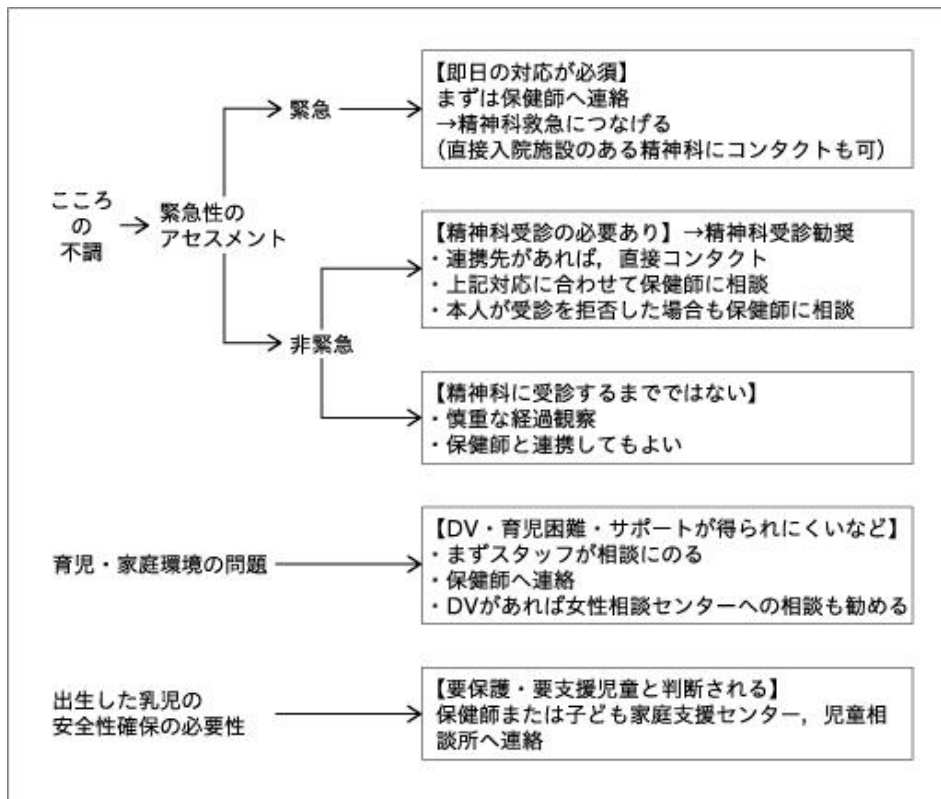 こころ
の
不調
緊急性の
アセスメント
緊急
【即日の対応が必須】
まずは保健師へ連絡
→精神科救急につなげる
（直接入院施設のある精神科にコンタクトも可）
非緊急
【精神科受診の必要あり】→精神科受診勧奨
・連携先があれば，直接コンタクト
・上記対応に合わせて保健師に相談
・本人が受診を拒否した場合も保健師に相談
【精神科に受診するまでではない】
・慎重な経過観察
・保健師と連携してもよい
育児・家庭環境の問題
【DV・育児困難・サポートが得られにくいなど】
・まずスタッフが相談にのる
・保健師へ連絡
・DVがあれば女性相談センターへの相談も勧める
出生した乳児の
安全性確保の必要性
【要保護・要支援児童と判断される】
保健師または子ども家庭支援センター，児童相
談所へ連絡